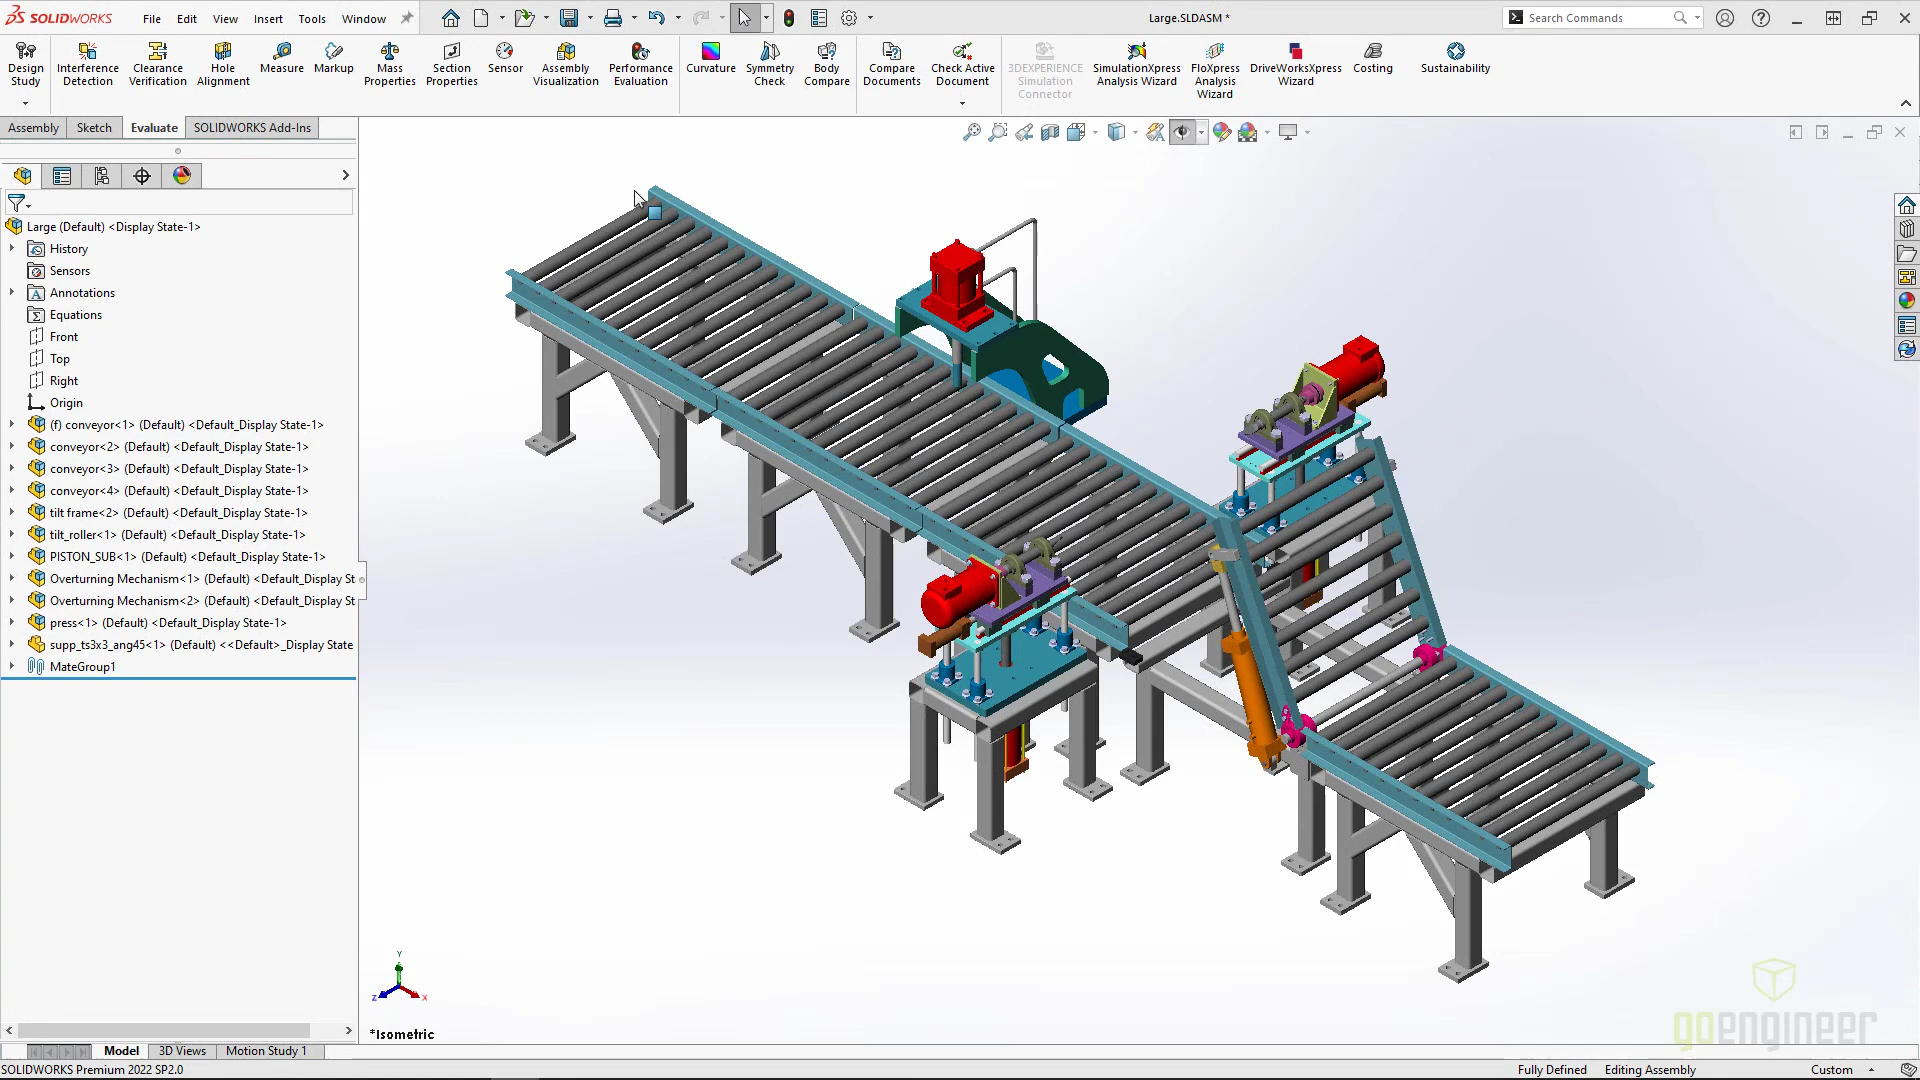 SOLIDWORKS File Edit View Insert Tools Window Large.SLDASM * Search Commands
Design Study
Interference Detection
Clearance Verification
Hole Alignment
Measure
Markup
Mass Properties
Section Properties
Sensor
Assembly Visualization
Performance Evaluation
Curvature
Symmetry Check
Body Compare
Compare Documents
Check Active Document
3DEXPERIENCE Simulation Connector
SimulationXpress Analysis Wizard
FloXpress Analysis Wizard
DriveWorksXpress Wizard
Costing
Sustainability
Assembly Sketch Evaluate SOLIDWORKS Add-Ins
Large (Default) <Display State-1>
History
Sensors
Annotations
Equations
Front
Top
Right
Origin
(f) conveyor<1> (Default) <Default_Display State-1>
conveyor<2> (Default) <Default_Display State-1>
conveyor<3> (Default) <Default_Display State-1>
conveyor<4> (Default) <Default_Display State-1>
tilt frame<2> (Default) <Default_Display State-1>
tilt_roller<1> (Default) <Default_Display State-1>
PISTON_SUB<1> (Default) <Default_Display State-1>
Overturning Mechanism<1> (Default) <Default_Display St
Overturning Mechanism<2> (Default) <Default_Display St
press<1> (Default) <Default_Display State-1>
supp_ts3x3_ang45<1> (Default) <<Default>_Display State
MateGroup1
Y
Z X
*Isometric
goengineer
Model 3D Views Motion Study 1
SOLIDWORKS Premium 2022 SP2.0 Fully Defined Editing Assembly Custom